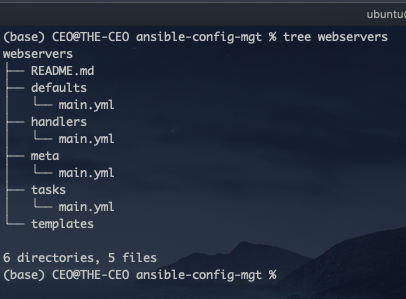 ubuntu@
(base) CEO@THE-CEO ansible-config-mgt % tree webservers
webservers
├── README.md
├── defaults
│   └── main.yml
├── handlers
│   └── main.yml
├── meta
│   └── main.yml
├── tasks
│   └── main.yml
└── templates

6 directories, 5 files
(base) CEO@THE-CEO ansible-config-mgt %